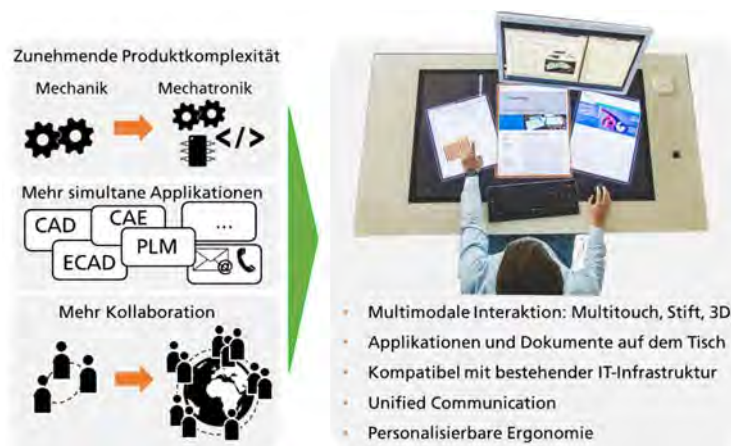 Zunehmende Produktkomplexität
Mechanik
Mechatronik
</>
Mehr simultane Applikationen
CAD
CAE
...
ECAD
PLM
@
Mehr Kollaboration
Multimodale Interaktion: Multitouch, Stift, 3D
Applikationen und Dokumente auf dem Tisch
Kompatibel mit bestehender IT-Infrastruktur
Unified Communication
Personalisierbare Ergonomie